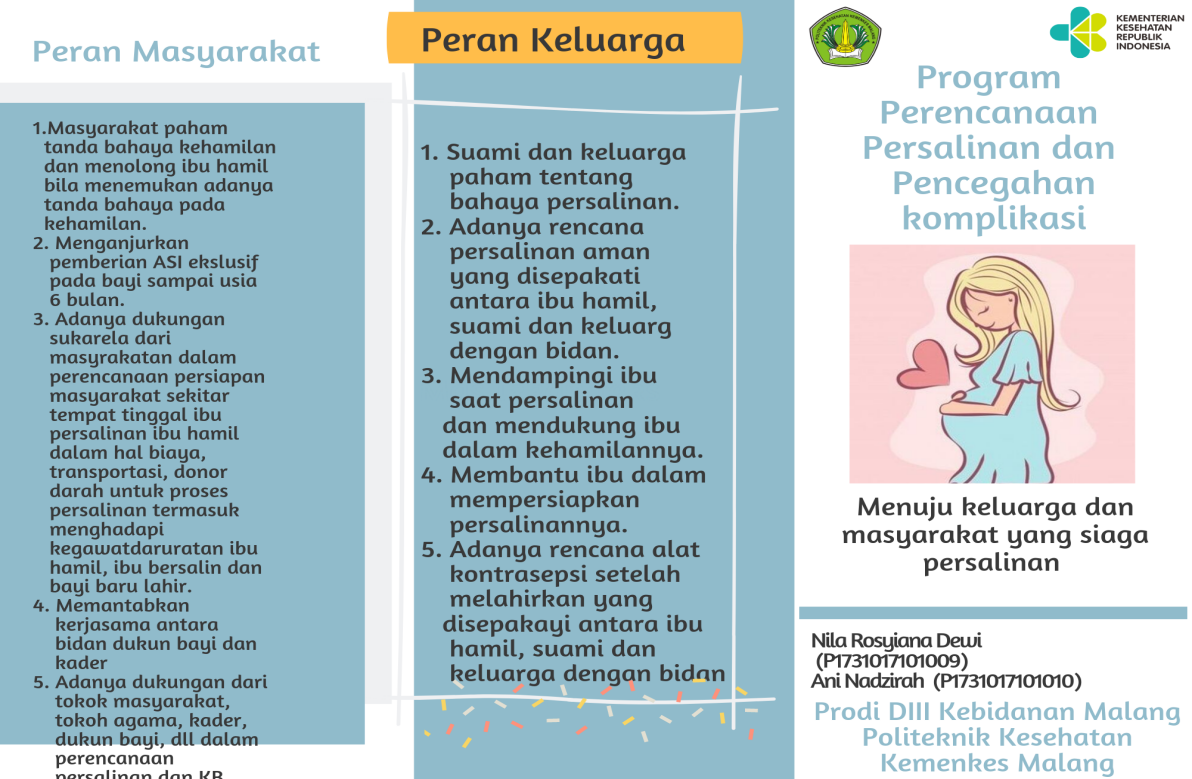 Peran Masyarakat
1.Masyarakat paham
tanda bahaya kehamilan
dan menolong ibu hamil
bila menemukan adanya
tanda bahaya pada
kehamilan.
2. Menganjurkan
pemberian ASI ekslusif
pada bayi sampai usia
6 bulan.
3. Adanya dukungan
sukarela dari
masyrakatan dalam
perencanaan persiapan
masyarakat sekitar
tempat tinggal ibu
persalinan ibu hamil
dalam hal biaya,
transportasi, donor
darah untuk proses
persalinan termasuk
menghadapi
kegawatdaruratan ibu
hamil, ibu bersalin dan
bayi baru lahir.
4. Memantabkan
kerjasama antara
bidan dukun bayi dan
kader
5. Adanya dukungan dari
tokok masyarakat,
tokoh agama, kader,
dukun bayi, dll dalam
perencanaan
persalinan dan KB
Peran Keluarga
1. Suami dan keluarga
paham tentang
bahaya persalinan.
2. Adanya rencana
persalinan aman
yang disepakati
antara ibu hamil,
suami dan keluarg
dengan bidan.
3. Mendampingi ibu
saat persalinan
dan mendukung ibu
dalam kehamilannya.
4. Membantu ibu dalam
mempersiapkan
persalinannya.
5. Adanya rencana alat
kontrasepsi setelah
melahirkan yang
disepakayi antara ibu
hamil, suami dan
keluarga dengan bidan
KEMENTERIAN
KESEHATAN
REPUBLIK
INDONESIA
Program
Perencanaan
Persalinan dan
Pencegahan
komplikasi
Menuju keluarga dan
masyarakat yang siaga
persalinan
Nila Rosyiana Dewi
(P1731017101009)
Ani Nadzirah (P1731017101010)
Prodi DIII Kebidanan Malang
Politeknik Kesehatan
Kemenkes Malang